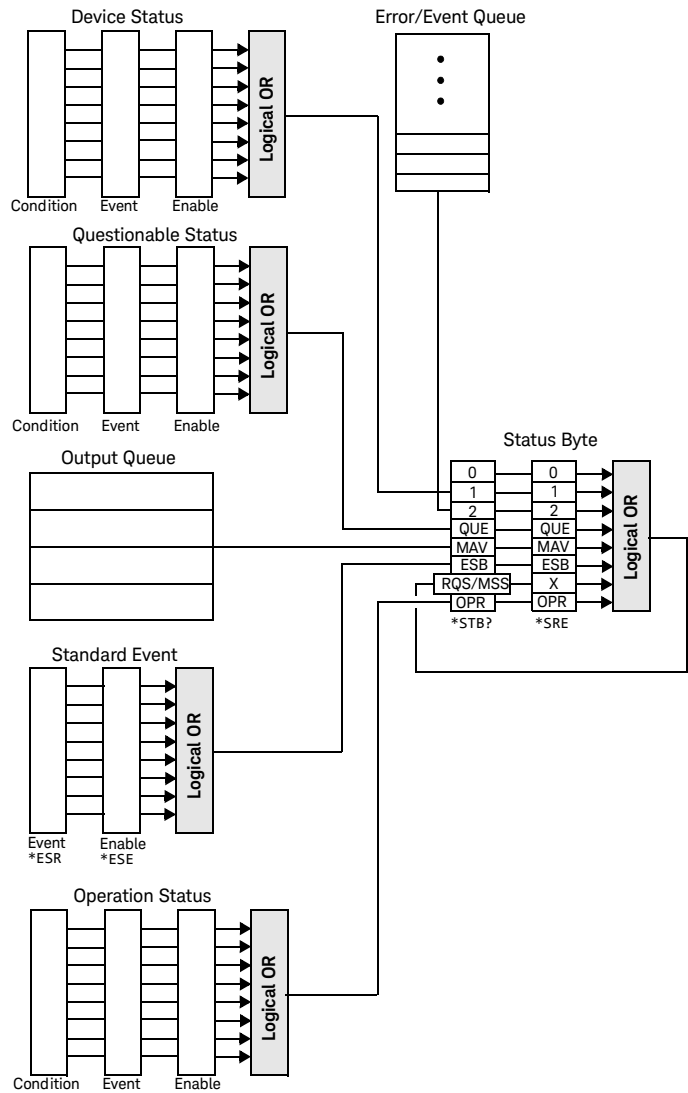 Device Status
Error/Event Queue
Logical OR
Condition Event Enable
Questionable Status
Logical OR
Condition Event Enable
Output Queue
Status Byte
0 0
1 1
2 2
QUE QUE
MAV MAV
ESB ESB
RQS/MSS X
OPR OPR
Logical OR
*STB? *SRE
Standard Event
Logical OR
Event Enable
*ESR *ESE
Operation Status
Logical OR
Condition Event Enable